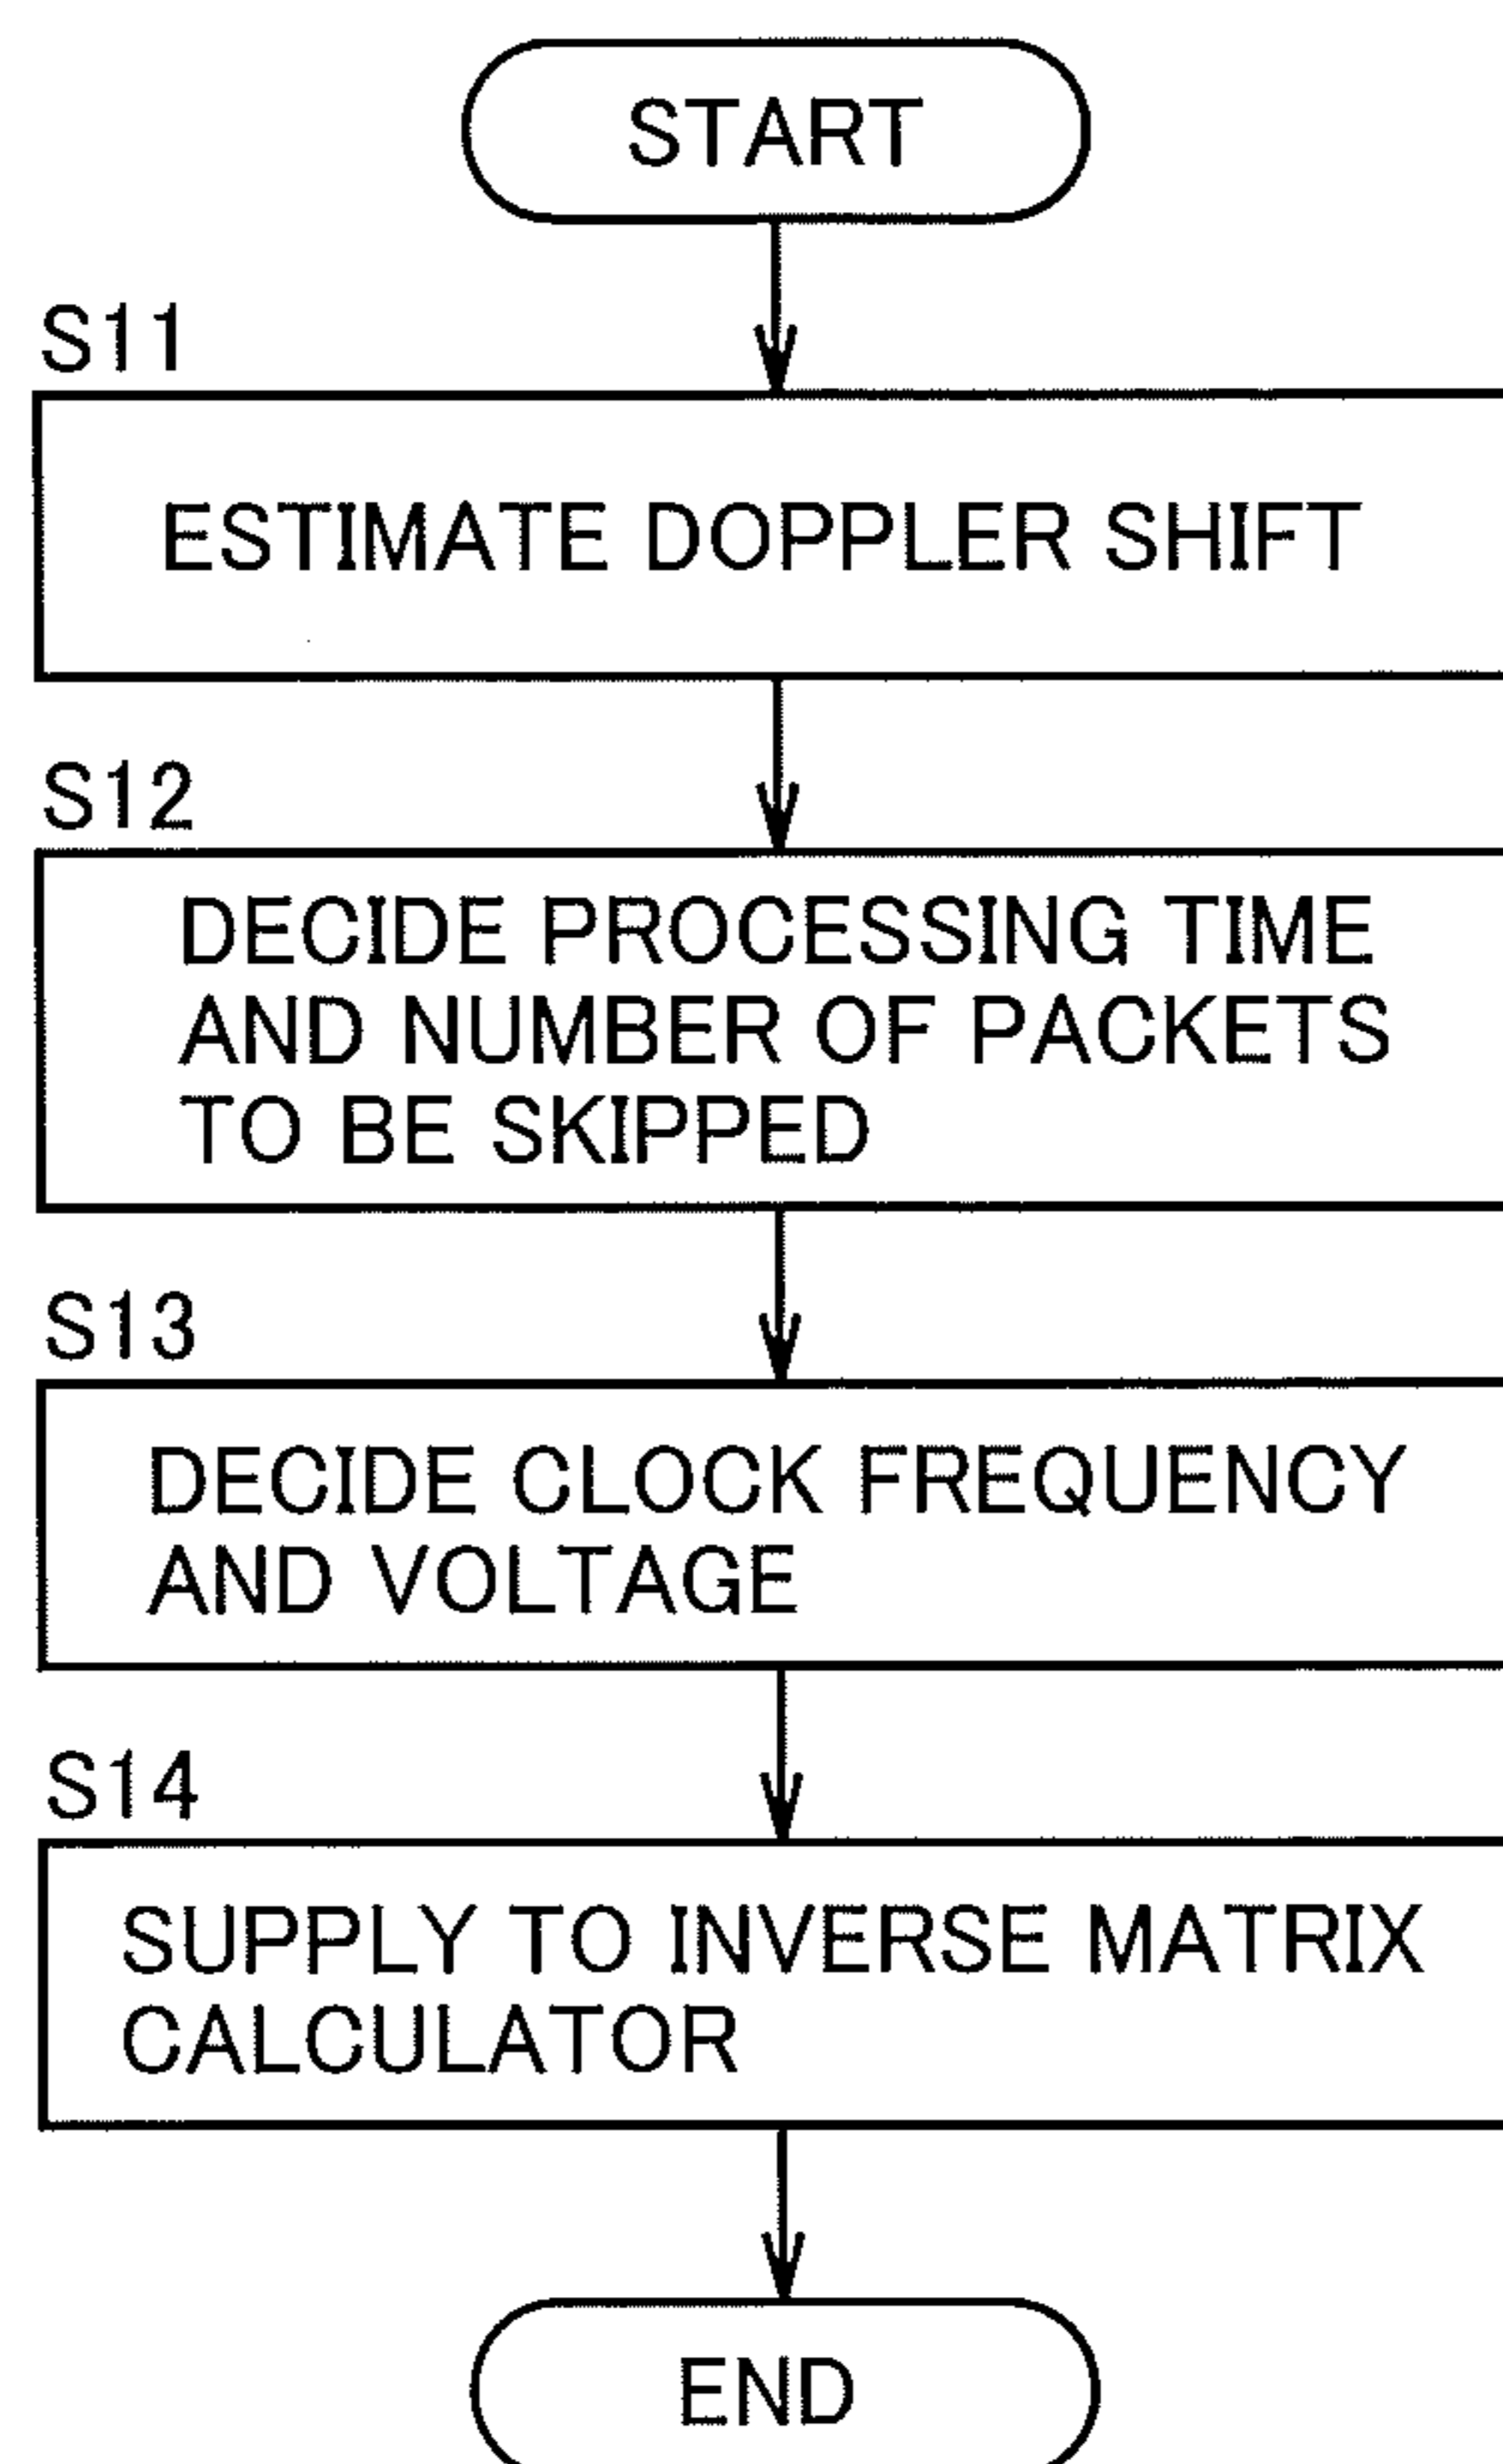 START
S11
ESTIMATE DOPPLER SHIFT
S12
DECIDE PROCESSING TIME
AND NUMBER OF PACKETS
TO BE SKIPPED
S13
DECIDE CLOCK FREQUENCY
AND VOLTAGE
S14
SUPPLY TO INVERSE MATRIX
CALCULATOR
END